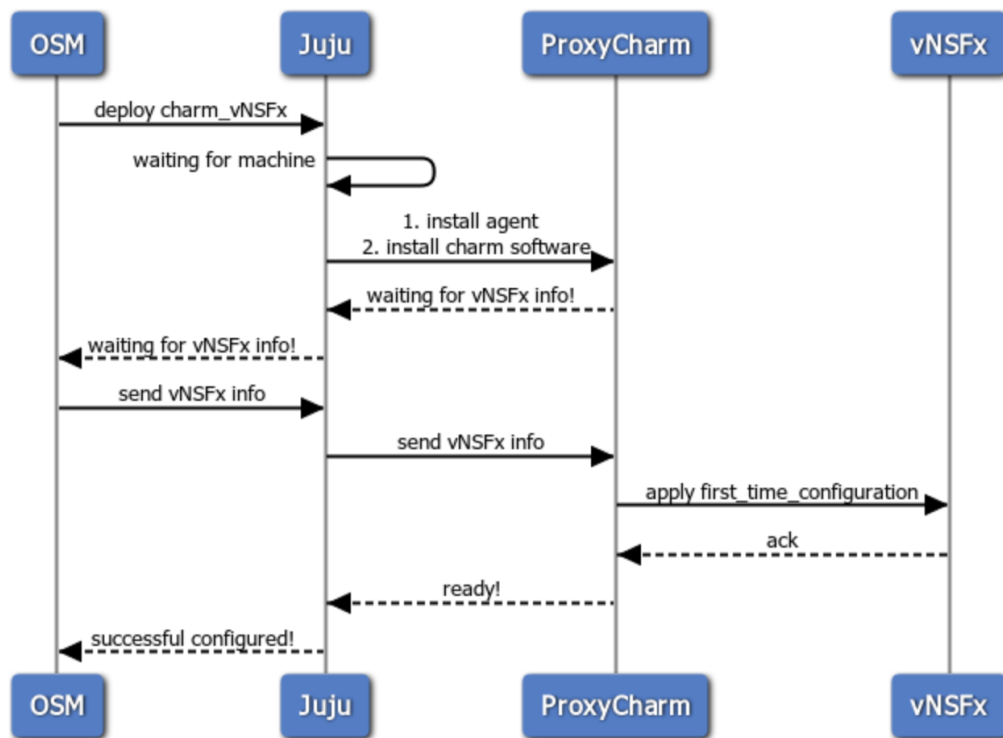 OSM
Juju
ProxyCharm
vNSFx
deploy charm_vNSFx
waiting for machine
1. install agent
2. install charm software
waiting for vNSFx info!
waiting for vNSFx info!
send vNSFx info
send vNSFx info
apply first_time_configuration
ack
ready!
successful configured!
OSM
Juju
ProxyCharm
vNSFx